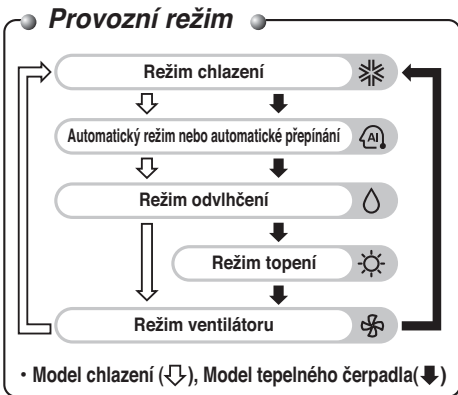 Provozní režim
Režim chlazení
Automatický režim nebo automatické přepínání
AI
Režim odvlhčení
Režim topení
Režim ventilátoru
• Model chlazení (⇩), Model tepelného čerpadla(⬇)